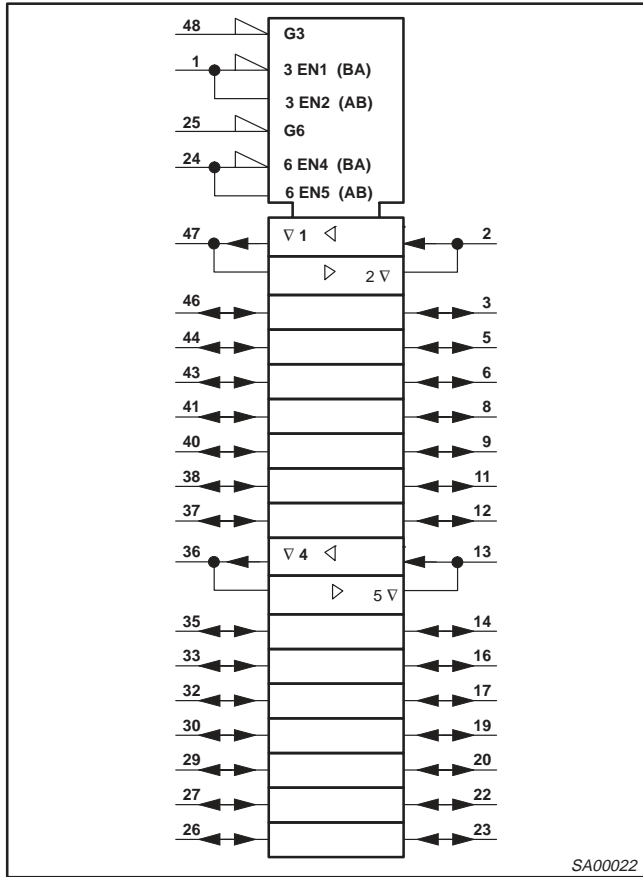 48 G3
1 3 EN1 (BA)
3 EN2 (AB)
25 G6
24 6 EN4 (BA)
6 EN5 (AB)
47 ∇ 1 2
2 ∇
46 3
44 5
43 6
41 8
40 9
38 11
37 12
36 ∇ 4 13
5 ∇
35 14
33 16
32 17
30 19
29 20
27 22
26 23
SA00022